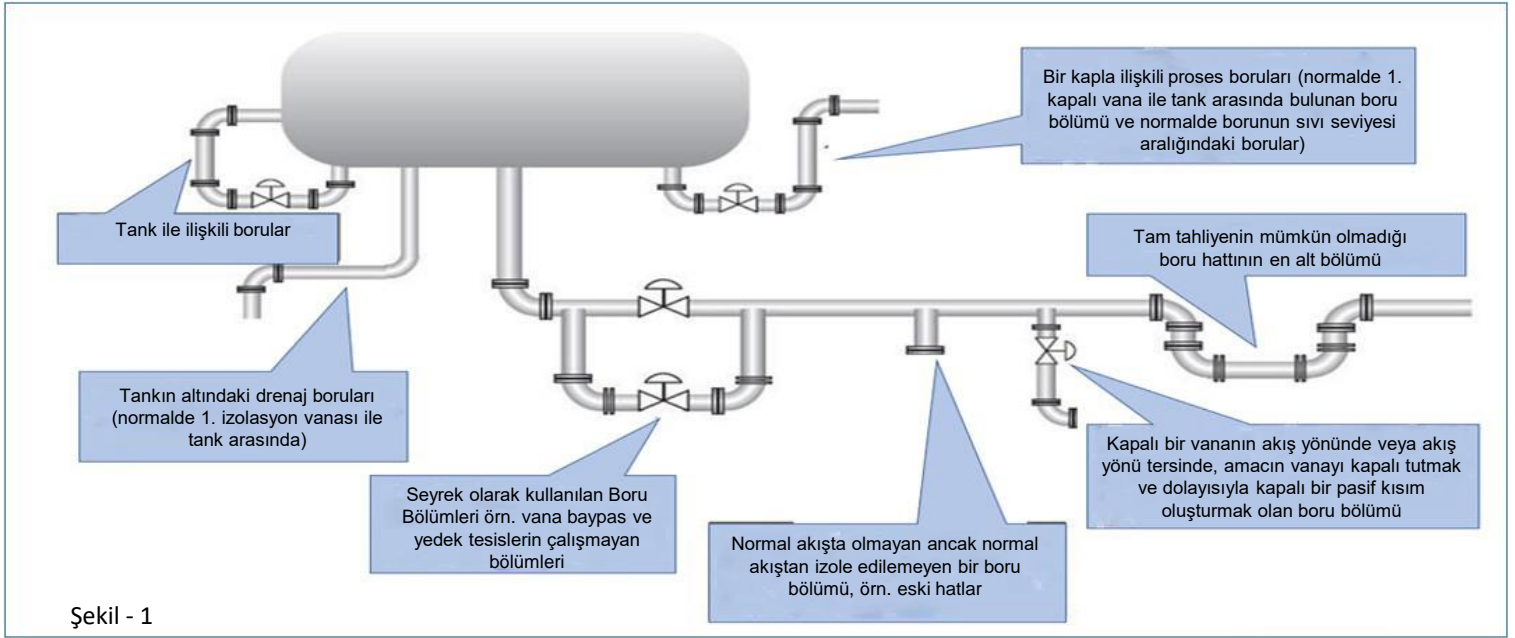 Bir kapla ilişkili proses boruları (normalde 1.
kapalı vana ile tank arasında bulunan boru
bölümü ve normalde borunun sıvı seviyesi
aralığındaki borular)
Tank ile ilişkili borular
Tam tahliyenin mümkün olmadığı
boru hattının en alt bölümü
Tankın altındaki drenaj boruları
(normalde 1. izolasyon vanası ile
tank arasında)
Seyrek olarak kullanılan Boru
Bölümleri örn. vana baypas ve
yedek tesislerin çalışmayan
bölümleri
Normal akışta olmayan ancak normal
akıştan izole edilemeyen bir boru
bölümü, örn. eski hatlar
Kapalı bir vananın akış yönünde veya akış
yönü tersinde, amacın vanayı kapalı tutmak
ve dolayısıyla kapalı bir pasif kısım
oluşturmak olan boru bölümü
Şekil - 1